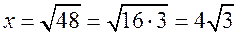 x = √48 = √16·3 = 4√3